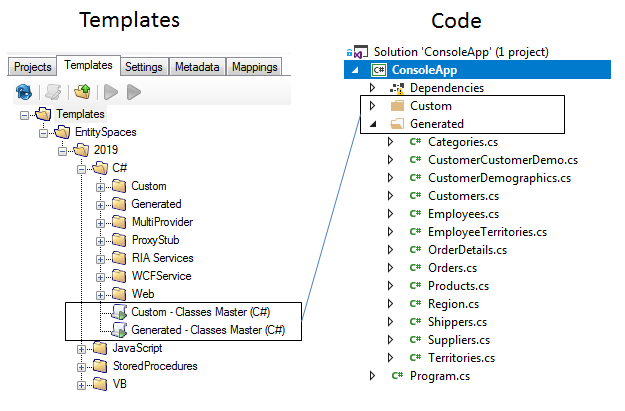 Templates
Projects Templates Settings Metadata Mappings
Templates
EntitySpaces
2019
C#
Custom
Generated
MultiProvider
ProxyStub
RIA Services
WCFService
Web
Custom - Classes Master (C#)
Generated - Classes Master (C#)
JavaScript
StoredProcedures
VB
Code
Solution 'ConsoleApp' (1 project)
C# ConsoleApp
Dependencies
Custom
Generated
C# Categories.cs
C# CustomerCustomerDemo.cs
C# CustomerDemographics.cs
C# Customers.cs
C# Employees.cs
C# EmployeeTerritories.cs
C# OrderDetails.cs
C# Orders.cs
C# Products.cs
C# Region.cs
C# Shippers.cs
C# Suppliers.cs
C# Territories.cs
C# Program.cs